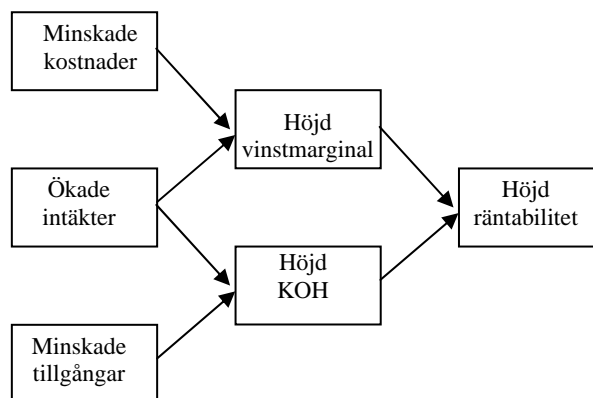 Minskade
kostnader
Höjd
vinstmarginal
Ökade
intäkter
Höjd
räntabilitet
Höjd
KOH
Minskade
tillgångar